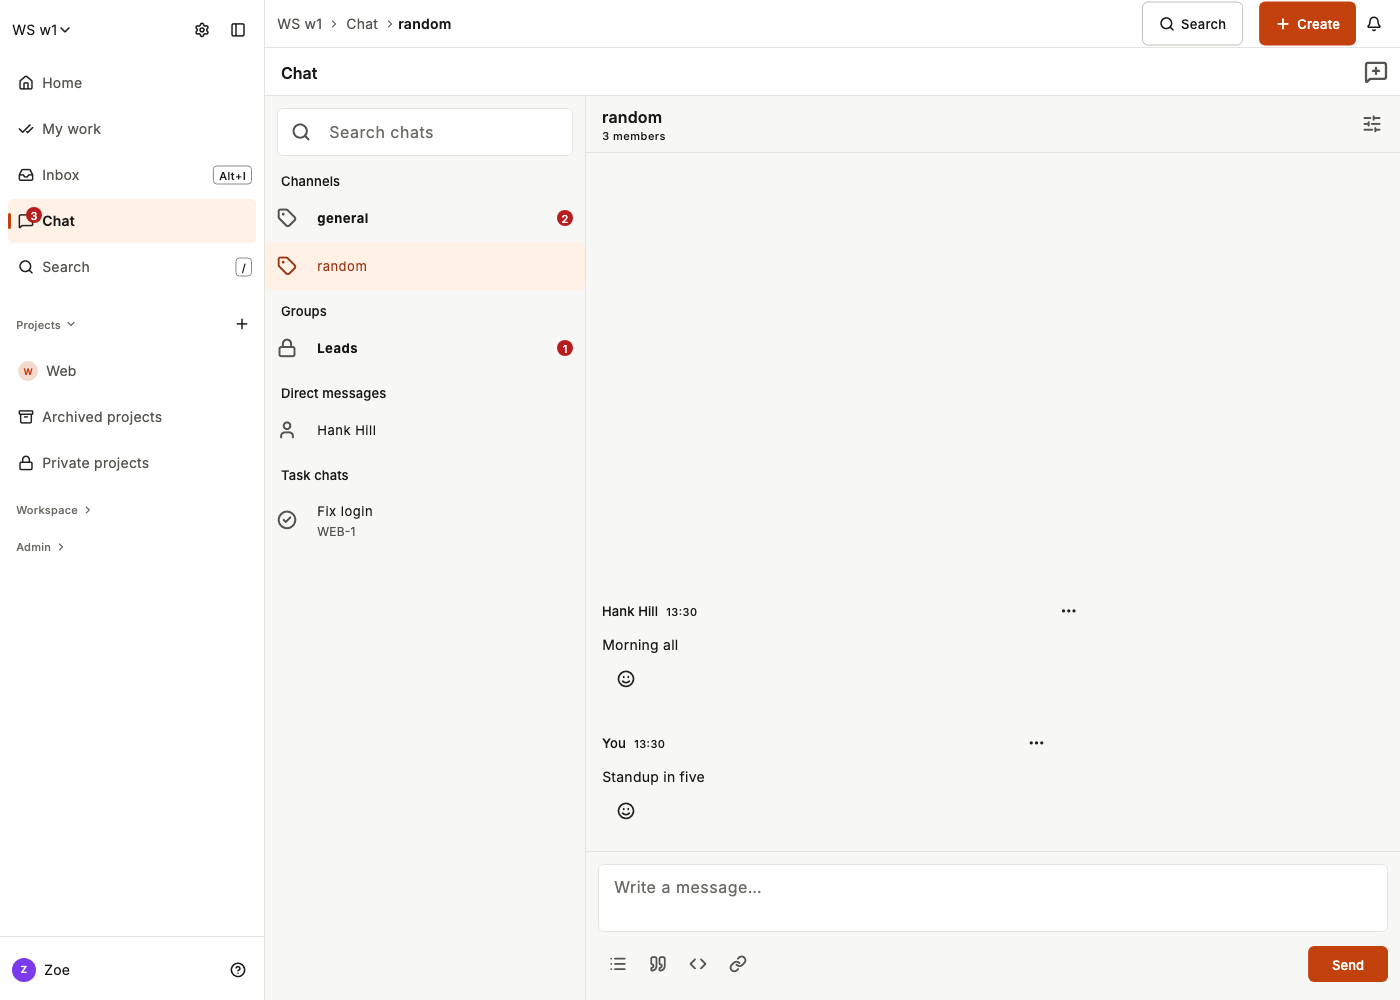 WS w1
Home
My work
Inbox
Alt+I
3
Chat
Search
/
Projects
W
Web
Archived projects
Private projects
Workspace
Admin
Z
Zoe
WS w1
Chat
random
Search
Create
Chat
Search chats
Channels
general
2
random
Groups
Leads
1
Direct messages
Hank Hill
Task chats
Fix login
WEB-1
random
3 members
Hank Hill 13:30
Morning all
You 13:30
Standup in five
Write a message...
Send